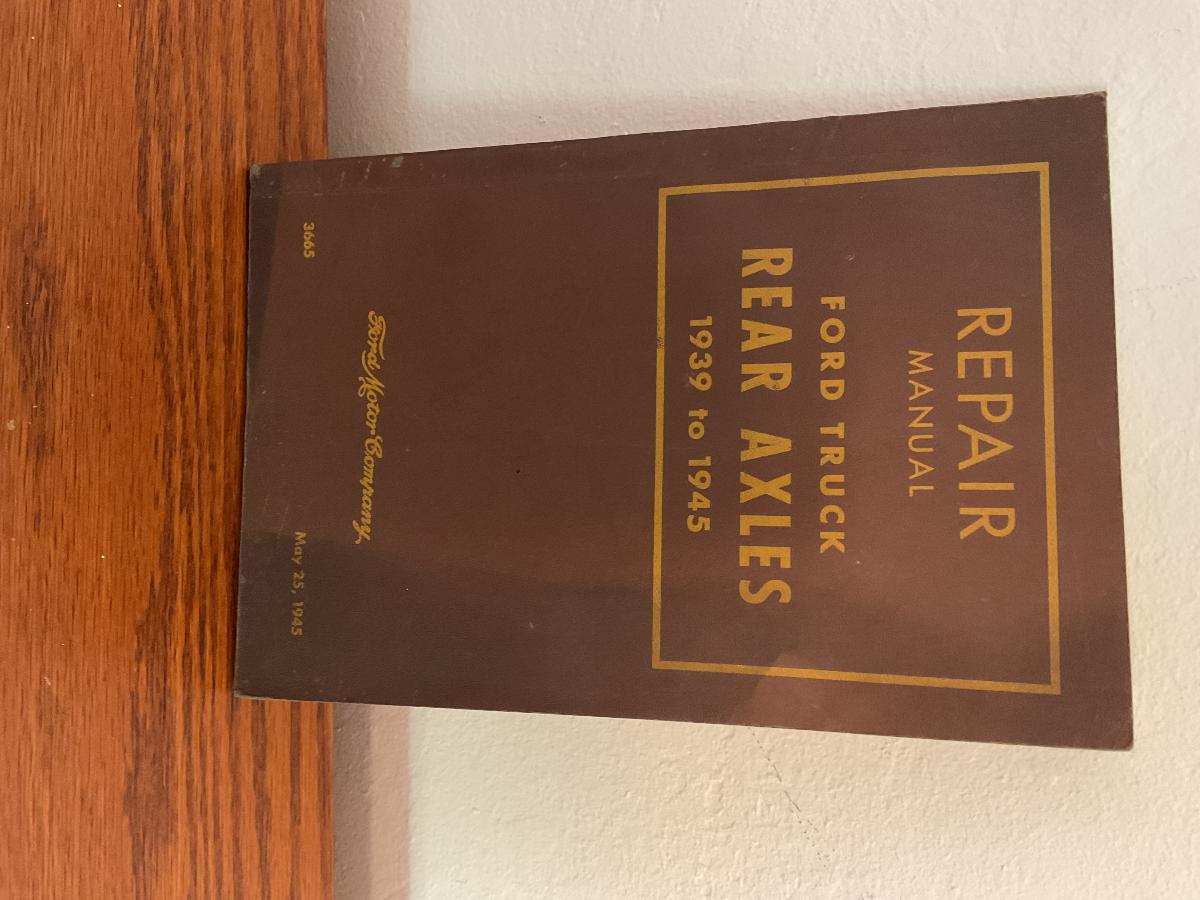 REPAIR
MANUAL
FORD TRUCK
REAR AXLES
1939 to 1945
Ford Motor Company,
3665
May 25, 1945